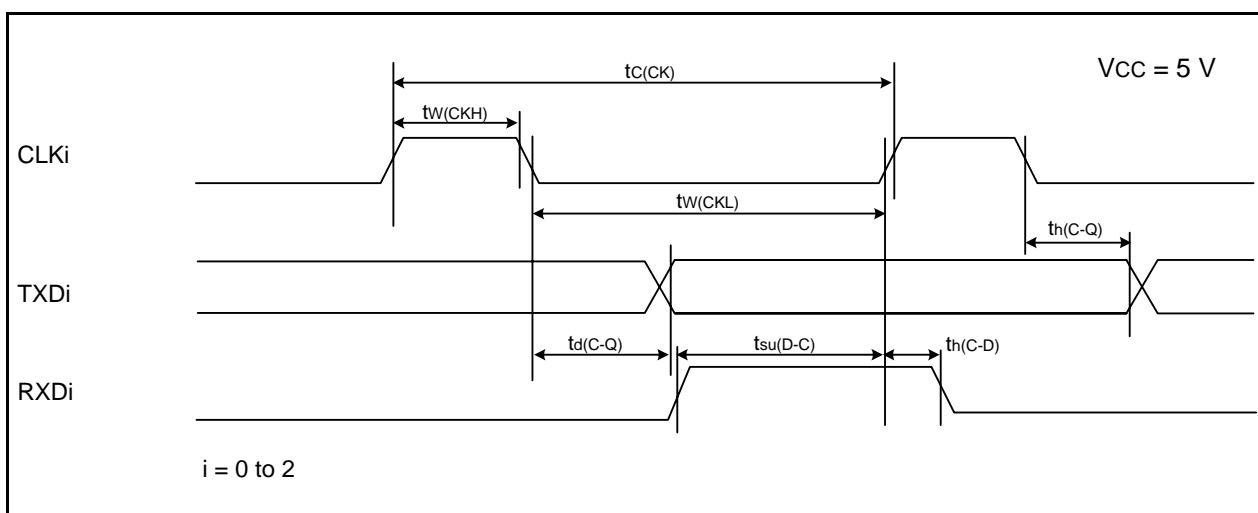 VCC = 5 V
tC(CK)
tW(CKH)
CLKi
tW(CKL)
th(C-Q)
TXDi
td(C-Q)
tsu(D-C)
th(C-D)
RXDi
i = 0 to 2